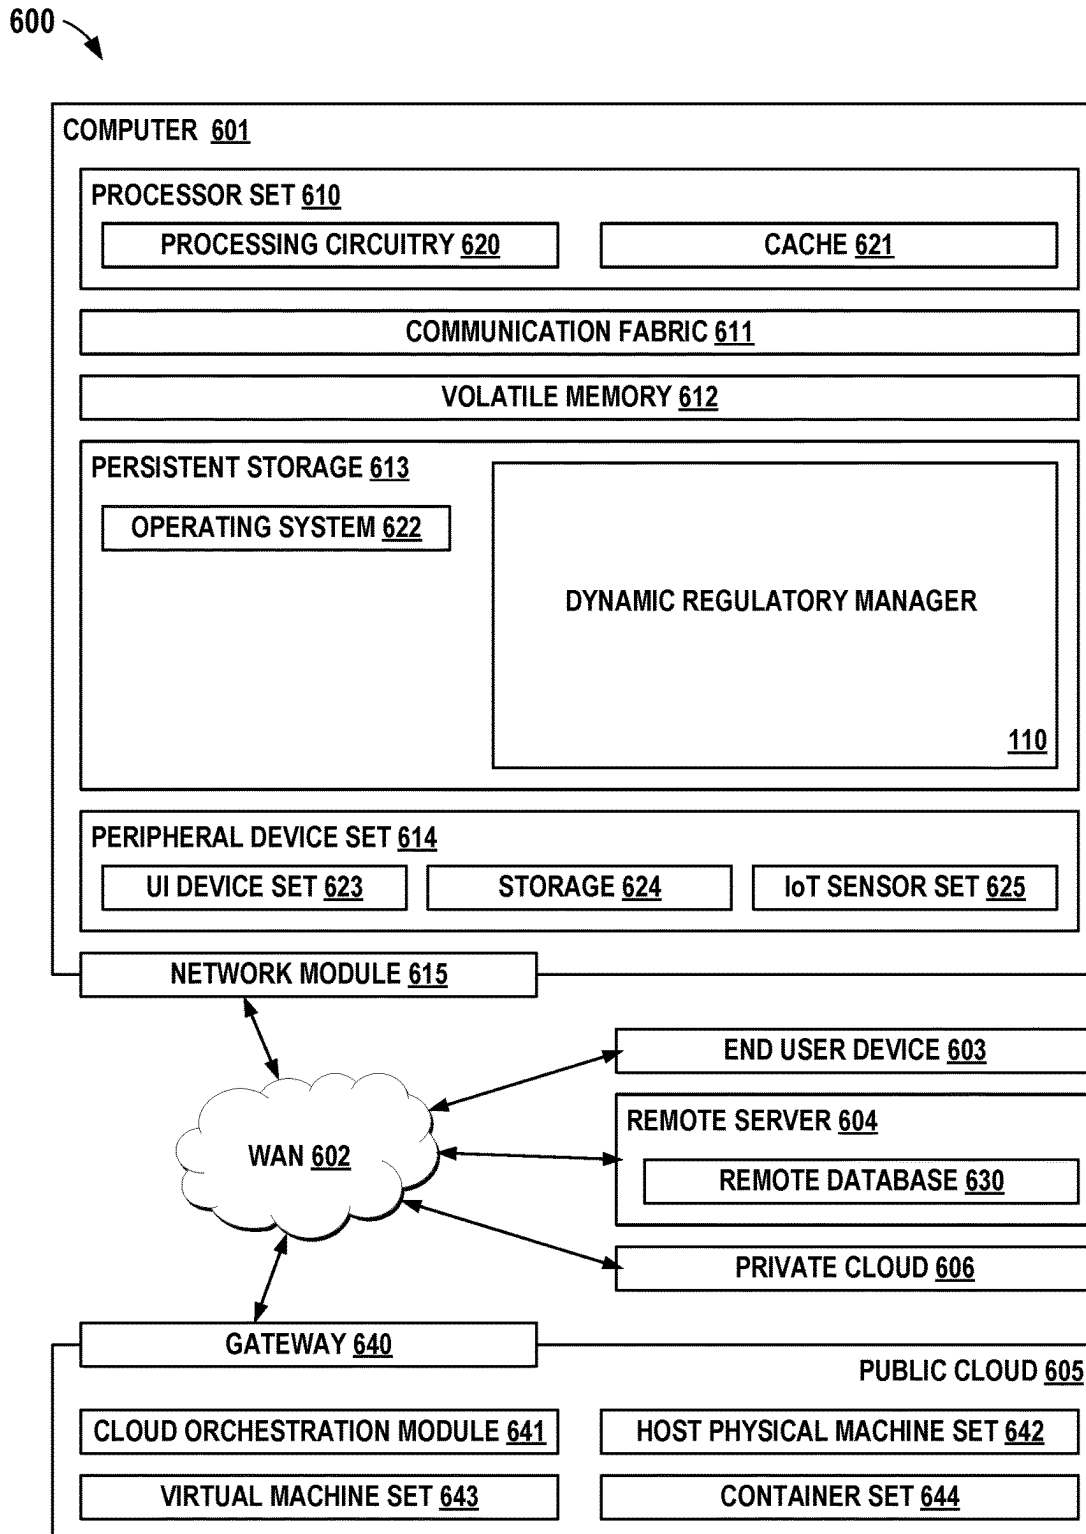 600
COMPUTER 601
PROCESSOR SET 610
PROCESSING CIRCUITRY 620
CACHE 621
COMMUNICATION FABRIC 611
VOLATILE MEMORY 612
PERSISTENT STORAGE 613
OPERATING SYSTEM 622
DYNAMIC REGULATORY MANAGER
110
PERIPHERAL DEVICE SET 614
UI DEVICE SET 623
STORAGE 624
IoT SENSOR SET 625
NETWORK MODULE 615
END USER DEVICE 603
WAN 602
REMOTE SERVER 604
REMOTE DATABASE 630
PRIVATE CLOUD 606
GATEWAY 640
PUBLIC CLOUD 605
CLOUD ORCHESTRATION MODULE 641
HOST PHYSICAL MACHINE SET 642
VIRTUAL MACHINE SET 643
CONTAINER SET 644